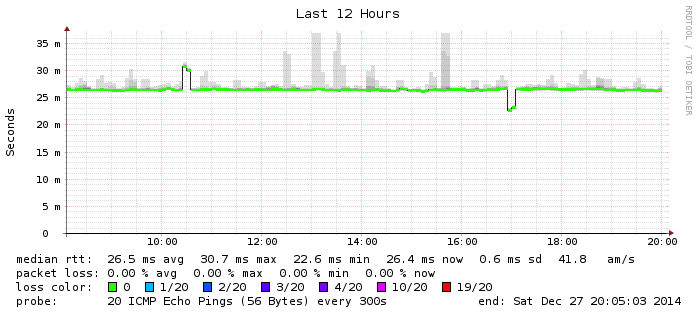 Last 12 Hours
RRDTOOL / TOBI OETIKER
Seconds
35 m
30 m
25 m
20 m
15 m
10 m
5 m
0
10:00 12:00 14:00 16:00 18:00 20:00
median rtt: 26.5 ms avg 30.7 ms max 22.6 ms min 26.4 ms now 0.6 ms sd 41.8 am/s
packet loss: 0.00 % avg 0.00 % max 0.00 % min 0.00 % now
loss color: 0 1/20 2/20 3/20 4/20 10/20 19/20
probe: 20 ICMP Echo Pings (56 Bytes) every 300s end: Sat Dec 27 20:05:03 2014